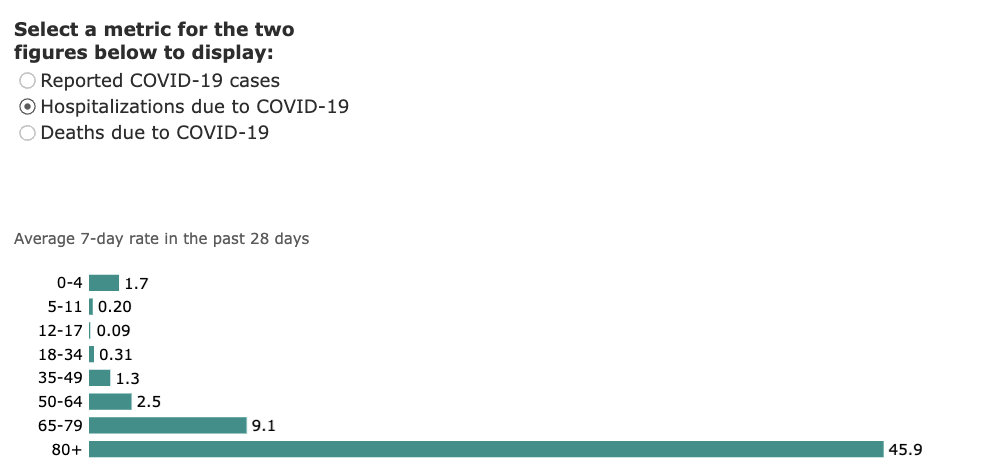 Select a metric for the two
figures below to display:
Reported COVID-19 cases
Hospitalizations due to COVID-19
Deaths due to COVID-19
Average 7-day rate in the past 28 days
0-4 1.7
5-11 0.20
12-17 0.09
18-34 0.31
35-49 1.3
50-64 2.5
65-79 9.1
80+ 45.9